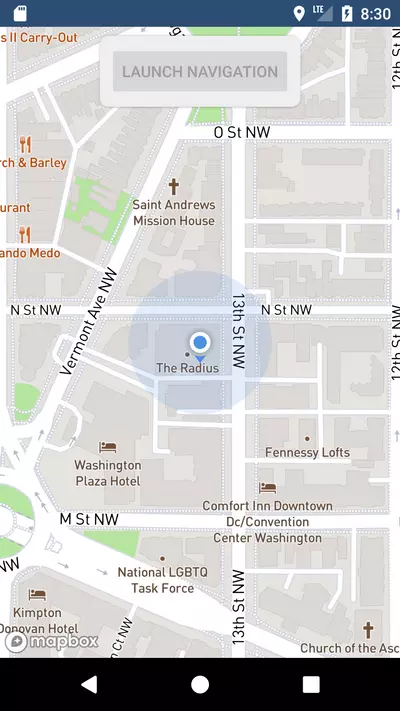 LTE
8:30
s II Carry-Out
LAUNCH NAVIGATION
12th S
O St NW
rch & Barley
Saint Andrews
Mission House
urant
ando Medo
Vermont Ave NW
N St NW
13th St NW
N St NW
The Radius
12th
Washington
Plaza Hotel
Fennessy Lofts
Comfort Inn Downtown
Dc/Convention
Center Washington
M St NW
National LGBTQ
Task Force
NW
Kimpton
Donovan Hotel
13th St NW
n Ct NW
Church of the Asc
mapbox